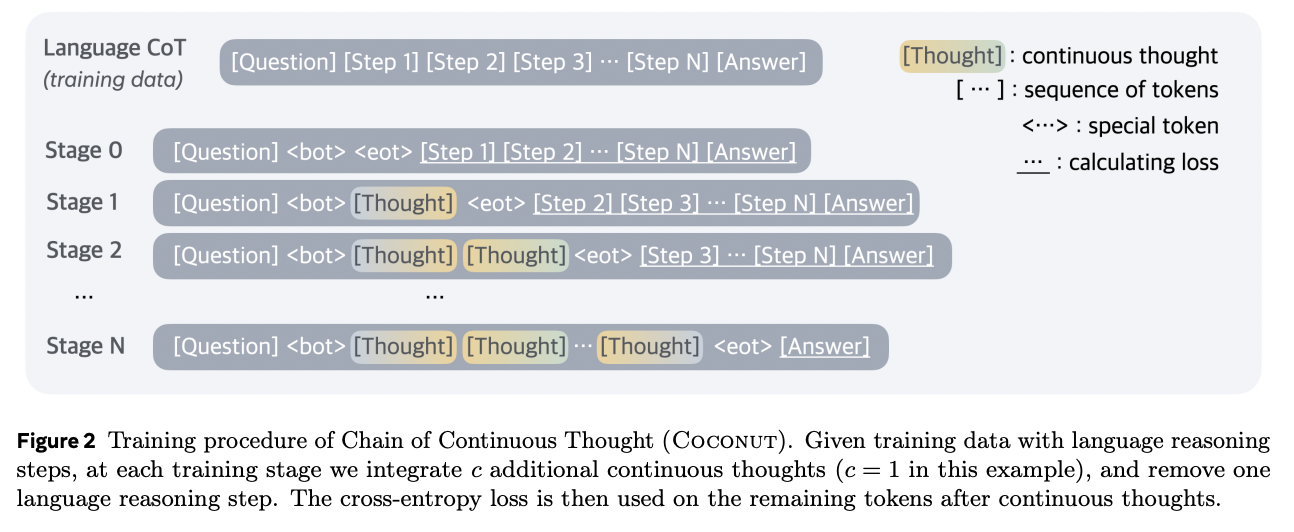 Language CoT
(training data)
[Question] [Step 1] [Step 2] [Step 3] ··· [Step N] [Answer]
[Thought] : continuous thought
[ ··· ] : sequence of tokens
<···> : special token
··· : calculating loss
Stage 0
[Question] <bot> <eot> [Step 1] [Step 2] ··· [Step N] [Answer]
Stage 1
[Question] <bot> [Thought] <eot> [Step 2] [Step 3] ··· [Step N] [Answer]
Stage 2
[Question] <bot> [Thought] [Thought] <eot> [Step 3] ··· [Step N] [Answer]
... ...
Stage N
[Question] <bot> [Thought] [Thought] ··· [Thought] <eot> [Answer]
Figure 2 Training procedure of Chain of Continuous Thought (COCONUT). Given training data with language reasoning
steps, at each training stage we integrate c additional continuous thoughts (c = 1 in this example), and remove one
language reasoning step. The cross-entropy loss is then used on the remaining tokens after continuous thoughts.